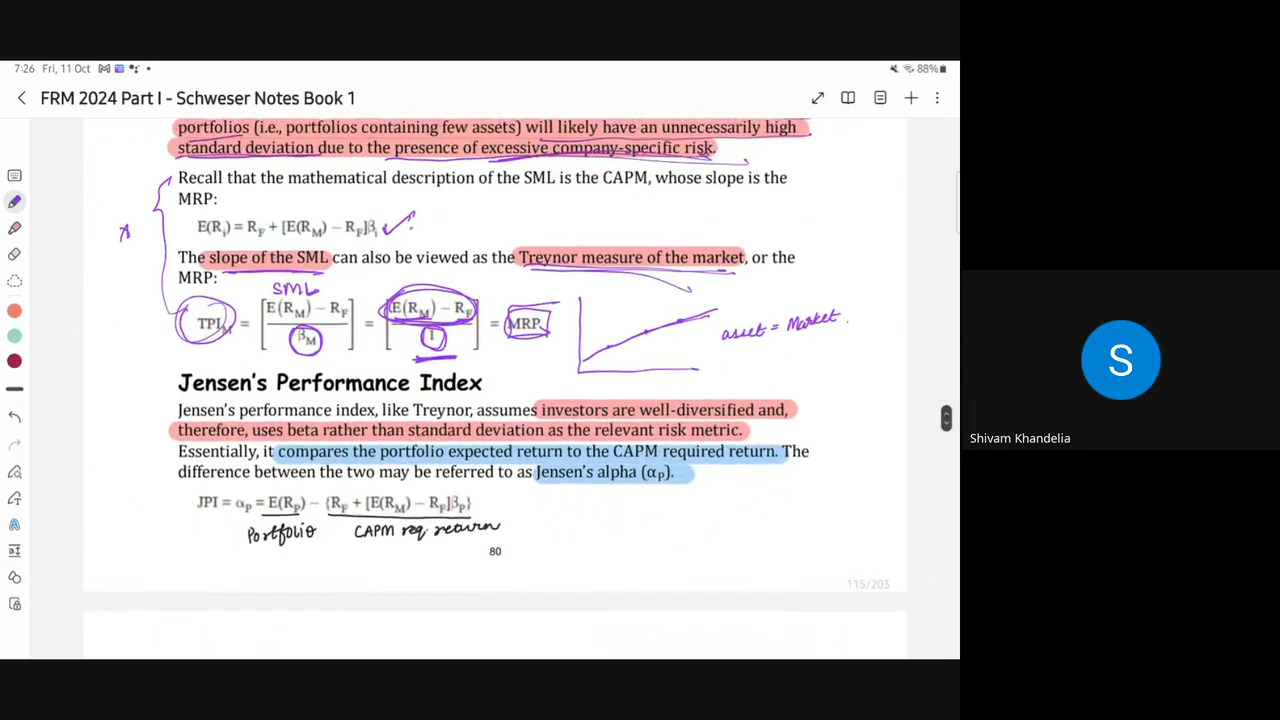 7:26 Fri, 11 Oct
88%
FRM 2024 Part I - Schweser Notes Book 1
portfolios (i.e., portfolios containing few assets) will likely have an unnecessarily high
standard deviation due to the presence of excessive company-specific risk.
Recall that the mathematical description of the SML is the CAPM, whose slope is the
MRP:
E(Ri) = RF + [E(RM) − RF]βi
The slope of the SML can also be viewed as the Treynor measure of the market, or the
MRP:
SML
TPIM = [E(RM) − RF / βM] = [E(RM) − RF / 1] = MRP
asset = Market.
Jensen's Performance Index
Jensen's performance index, like Treynor, assumes investors are well-diversified and,
therefore, uses beta rather than standard deviation as the relevant risk metric.
Essentially, it compares the portfolio expected return to the CAPM required return. The
difference between the two may be referred to as Jensen's alpha (αP).
JPI = αP = E(RP) − {RF + [E(RM) − RF]βP}
Portfolio CAPM req. return
80
115/203
S
Shivam Khandelia